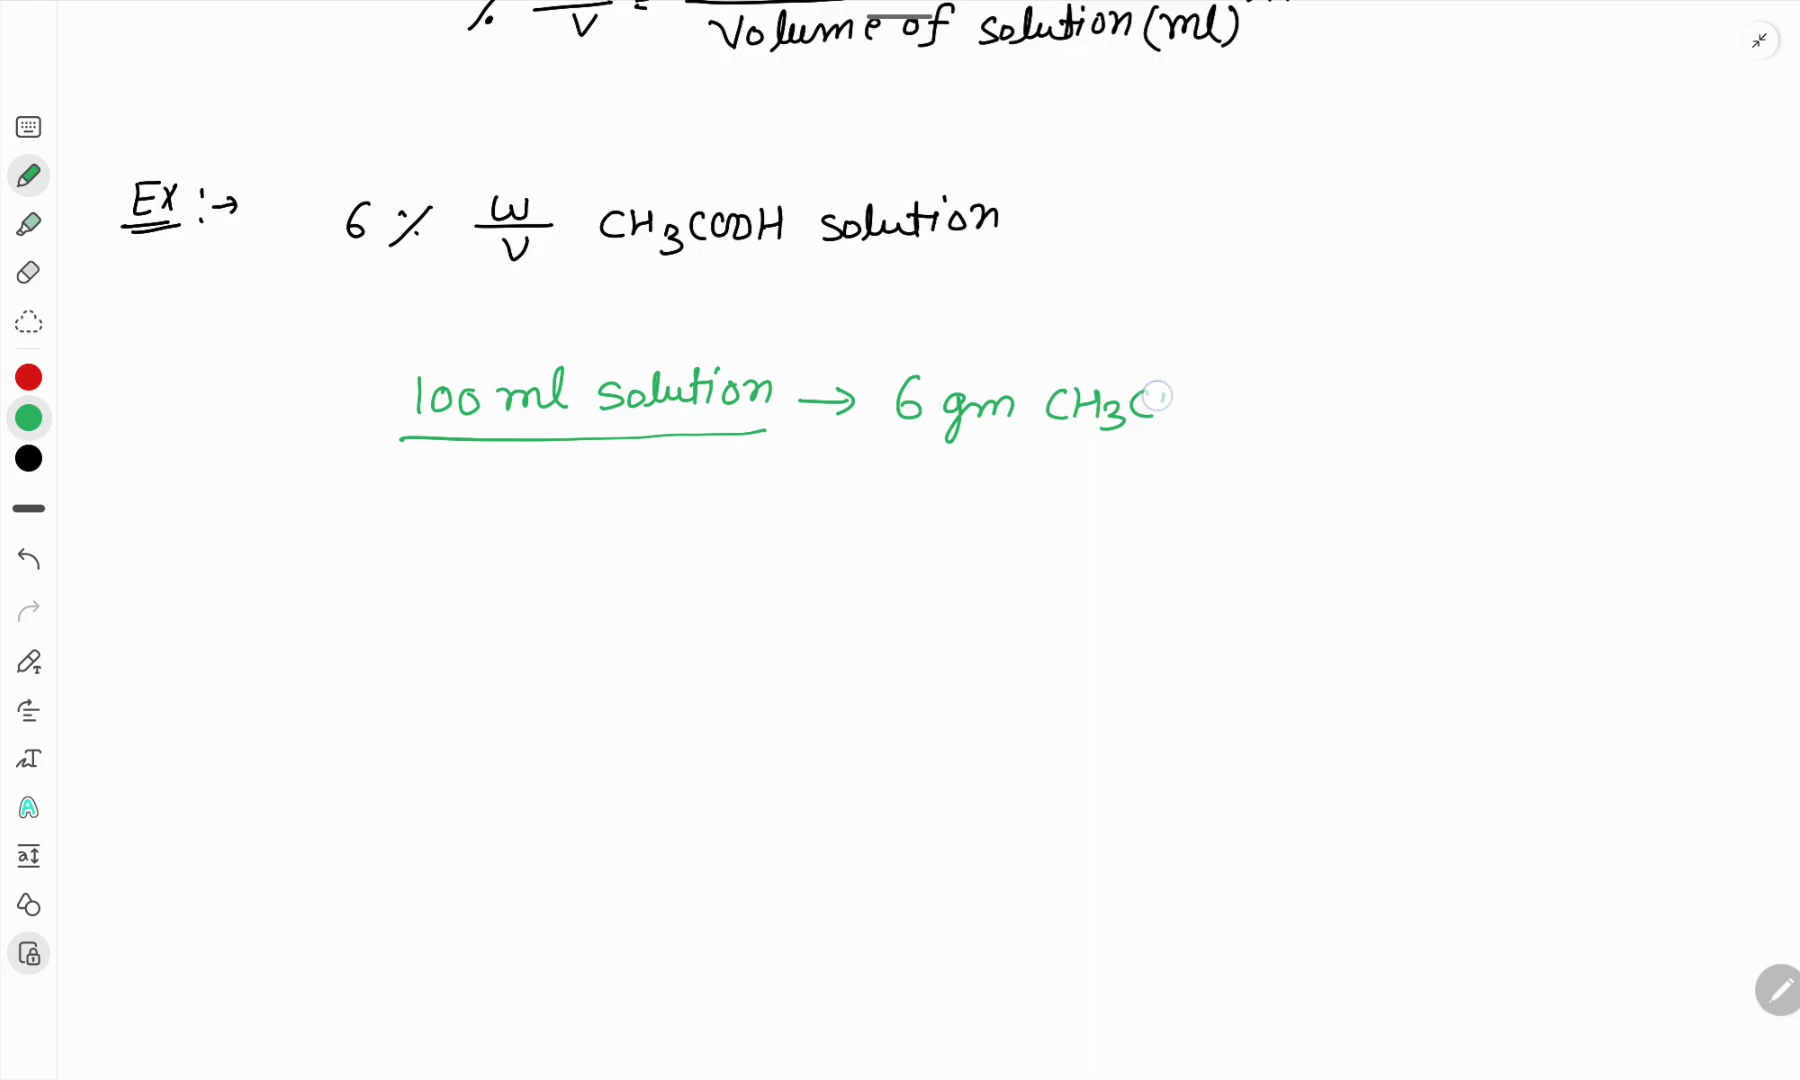 % V =
Volume of solution (ml)
Ex :→ 6 % W/V CH3COOH solution
100 ml solution → 6 gm CH3C